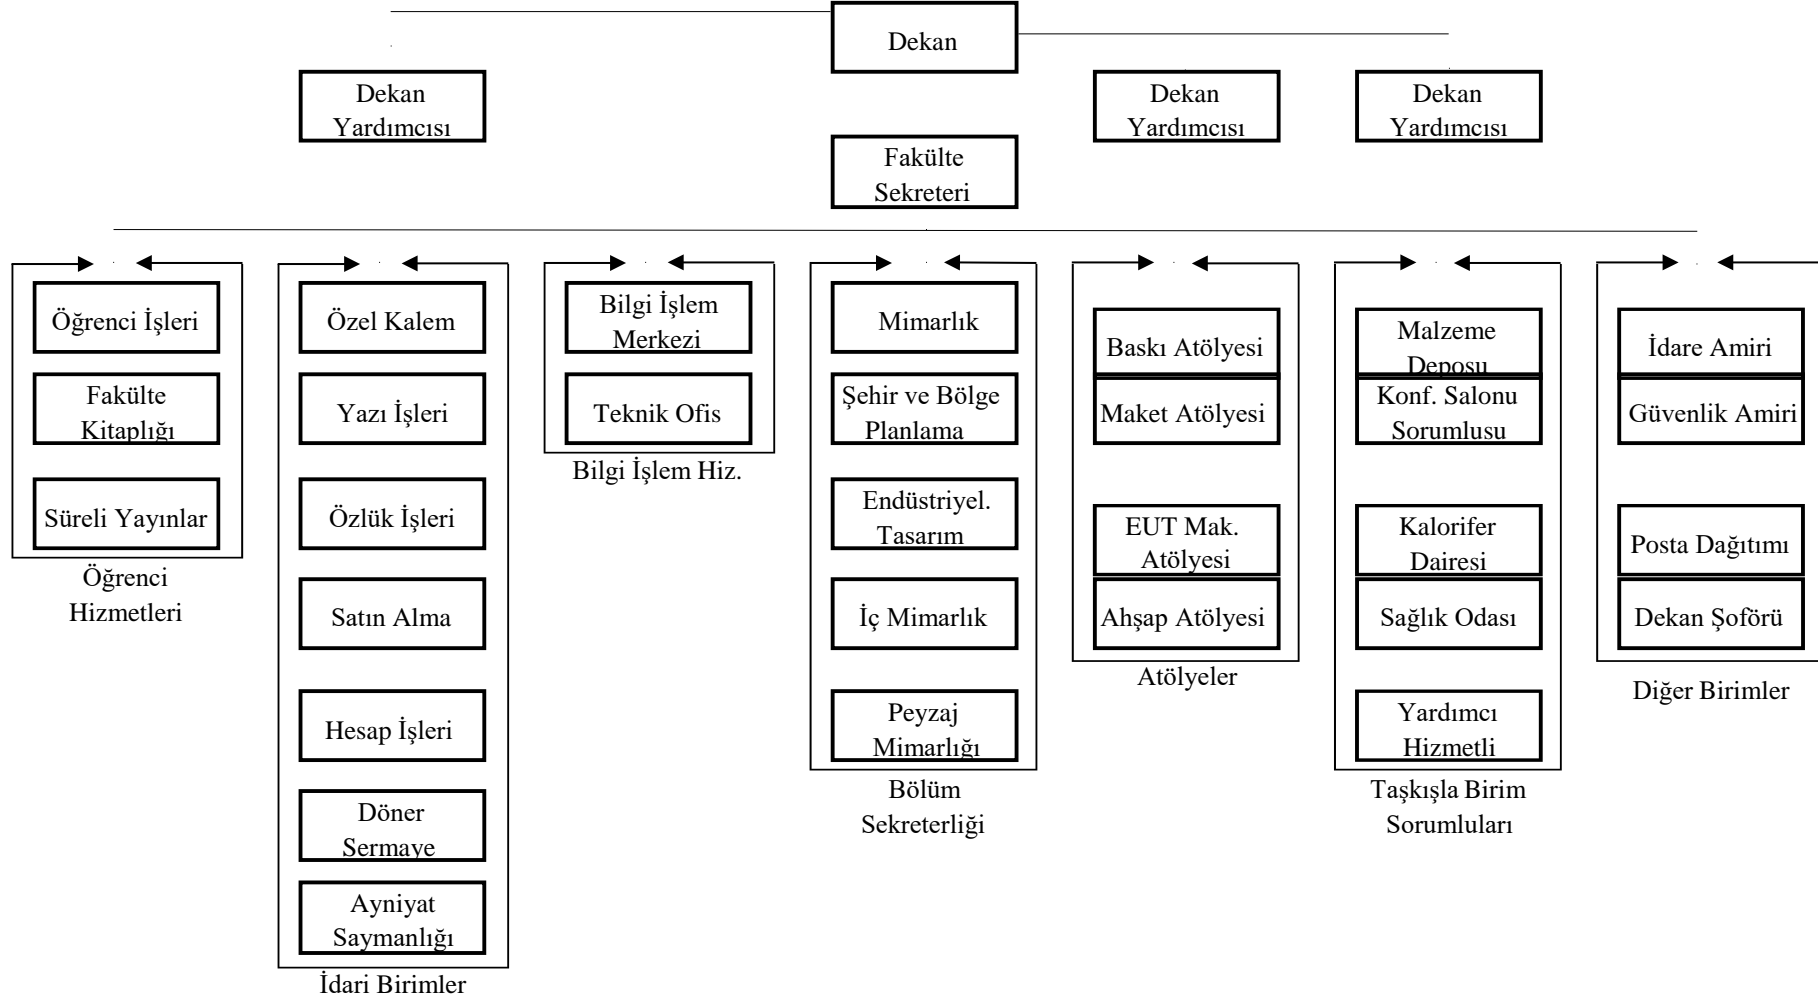 Dekan
Dekan
Yardımcısı
Dekan
Yardımcısı
Dekan
Yardımcısı
Fakülte
Sekreteri
Öğrenci İşleri
Fakülte
Kitaplığı
Süreli Yayınlar
Öğrenci
Hizmetleri
Özel Kalem
Yazı İşleri
Özlük İşleri
Satın Alma
Hesap İşleri
Döner
Sermaye
Ayniyat
Saymanlığı
İdari Birimler
Bilgi İşlem
Merkezi
Teknik Ofis
Bilgi İşlem Hiz.
Mimarlık
Şehir ve Bölge
Planlama
Endüstriyel.
Tasarım
İç Mimarlık
Peyzaj
Mimarlığı
Bölüm
Sekreterliği
Baskı Atölyesi
Maket Atölyesi
EUT Mak.
Atölyesi
Ahşap Atölyesi
Atölyeler
Malzeme
Deposu
Konf. Salonu
Sorumlusu
Kalorifer
Dairesi
Sağlık Odası
Yardımcı
Hizmetli
Taşkışla Birim
Sorumluları
İdare Amiri
Güvenlik Amiri
Posta Dağıtımı
Dekan Şoförü
Diğer Birimler